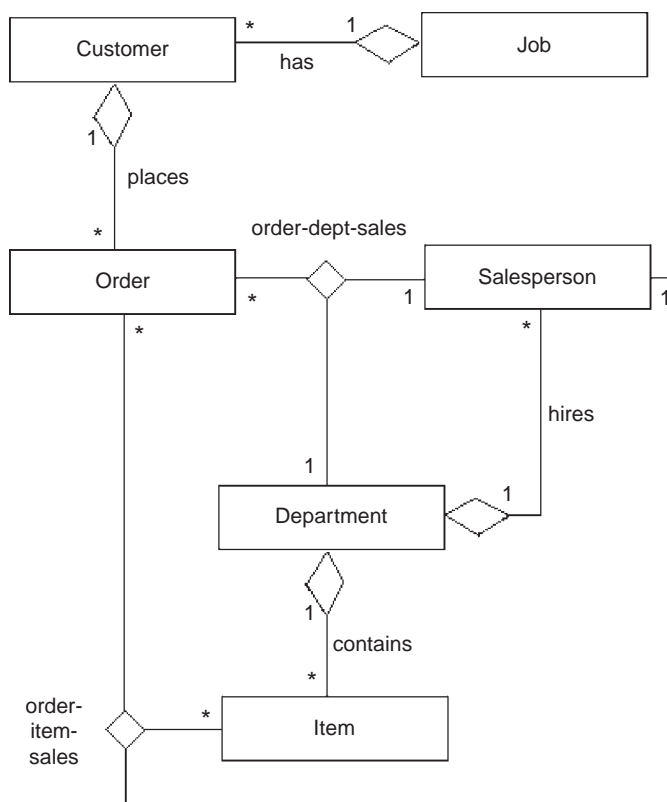 * 1
Customer Job
has
1
places
*
order-dept-sales
Order Salesperson
* 1 1
* *
hires
1 1
Department
1
contains
*
order-
item-
sales
* Item